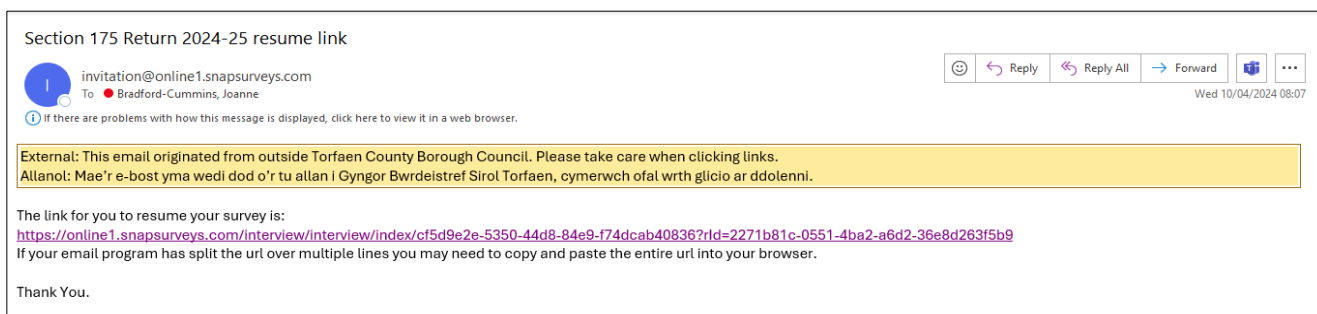 Section 175 Return 2024-25 resume link
I
invitation@online1.snapsurveys.com
To Bradford-Cummins, Joanne
Reply
Reply All
Forward
Wed 10/04/2024 08:07
If there are problems with how this message is displayed, click here to view it in a web browser.
External: This email originated from outside Torfaen County Borough Council. Please take care when clicking links.
Allanol: Mae'r e-bost yma wedi dod o'r tu allan i Gyngor Bwrdeistref Sirol Torfaen, cymerwch ofal wrth glicio ar ddolenni.
The link for you to resume your survey is:
https://online1.snapsurveys.com/interview/interview/index/cf5d9e2e-5350-44d8-84e9-f74dcab40836?rId=2271b81c-0551-4ba2-a6d2-36e8d263f5b9
If your email program has split the url over multiple lines you may need to copy and paste the entire url into your browser.
Thank You.